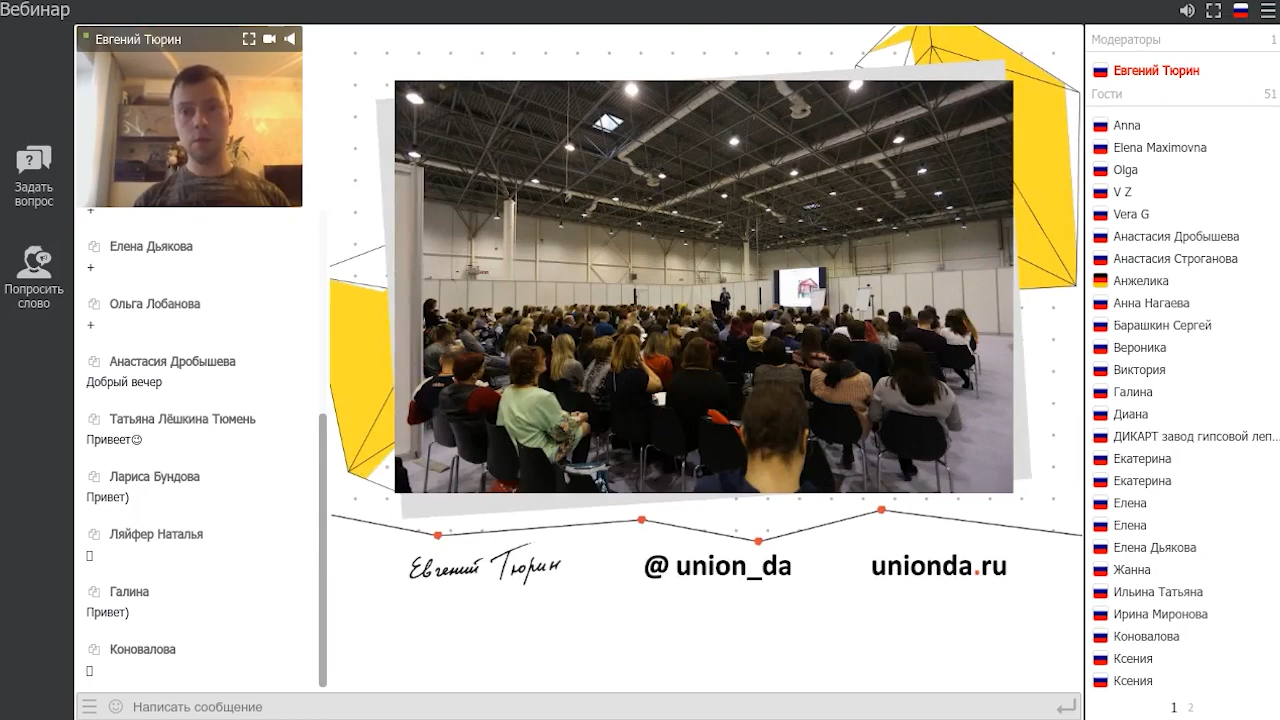 Вебинар
Евгений Тюрин
Задать
вопрос
Попросить
слово
+
Елена Дьякова
+
Ольга Лобанова
+
Анастасия Дробышева
Добрый вечер
Татьяна Лёшкина Тюмень
Привеет☺
Лариса Бундова
Привет)
Ляйфер Наталья
Галина
Привет)
Коновалова
Написать сообщение
Евгений Тюрин
@ union_da
unionda.ru
Модераторы 1
Евгений Тюрин
Гости 51
Anna
Elena Maximovna
Olga
V Z
Vera G
Анастасия Дробышева
Анастасия Строганова
Анжелика
Анна Нагаева
Барашкин Сергей
Вероника
Виктория
Галина
Диана
ДИКАРТ завод гипсовой леп...
Екатерина
Екатерина
Елена
Елена
Елена Дьякова
Жанна
Ильина Татьяна
Ирина Миронова
Коновалова
Ксения
Ксения
1 2